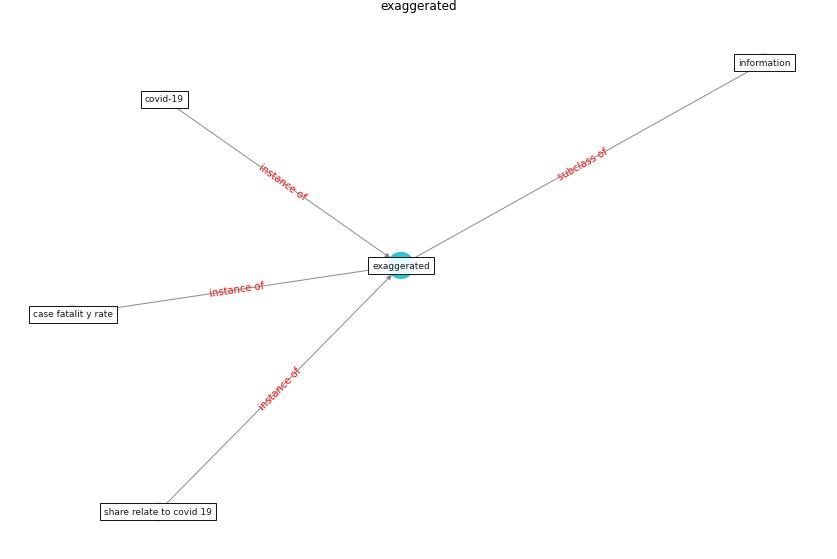 exaggerated
information
covid-19
subclass of
instance of
exaggerated
instance of
case fatalit y rate
instance of
share relate to covid 19